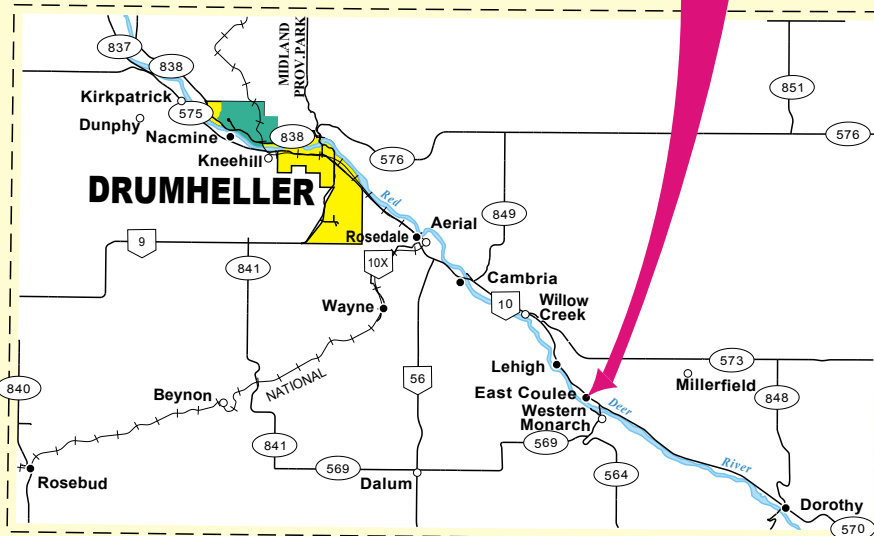 837
838
MIDLAND
PROV. PARK
851
Kirkpatrick
575
Dunphy
Nacmine
838
576
Kneehill
576
DRUMHELLER
Red
849
Aerial
Rosedale
9
10X
841
Cambria
10
Willow
Creek
Wayne
573
Lehigh
56
Millerfield
NATIONAL
840
Beynon
East Coulee
Deer
848
Western
Monarch
841
569
569
River
564
Rosebud
Dalum
Dorothy
570